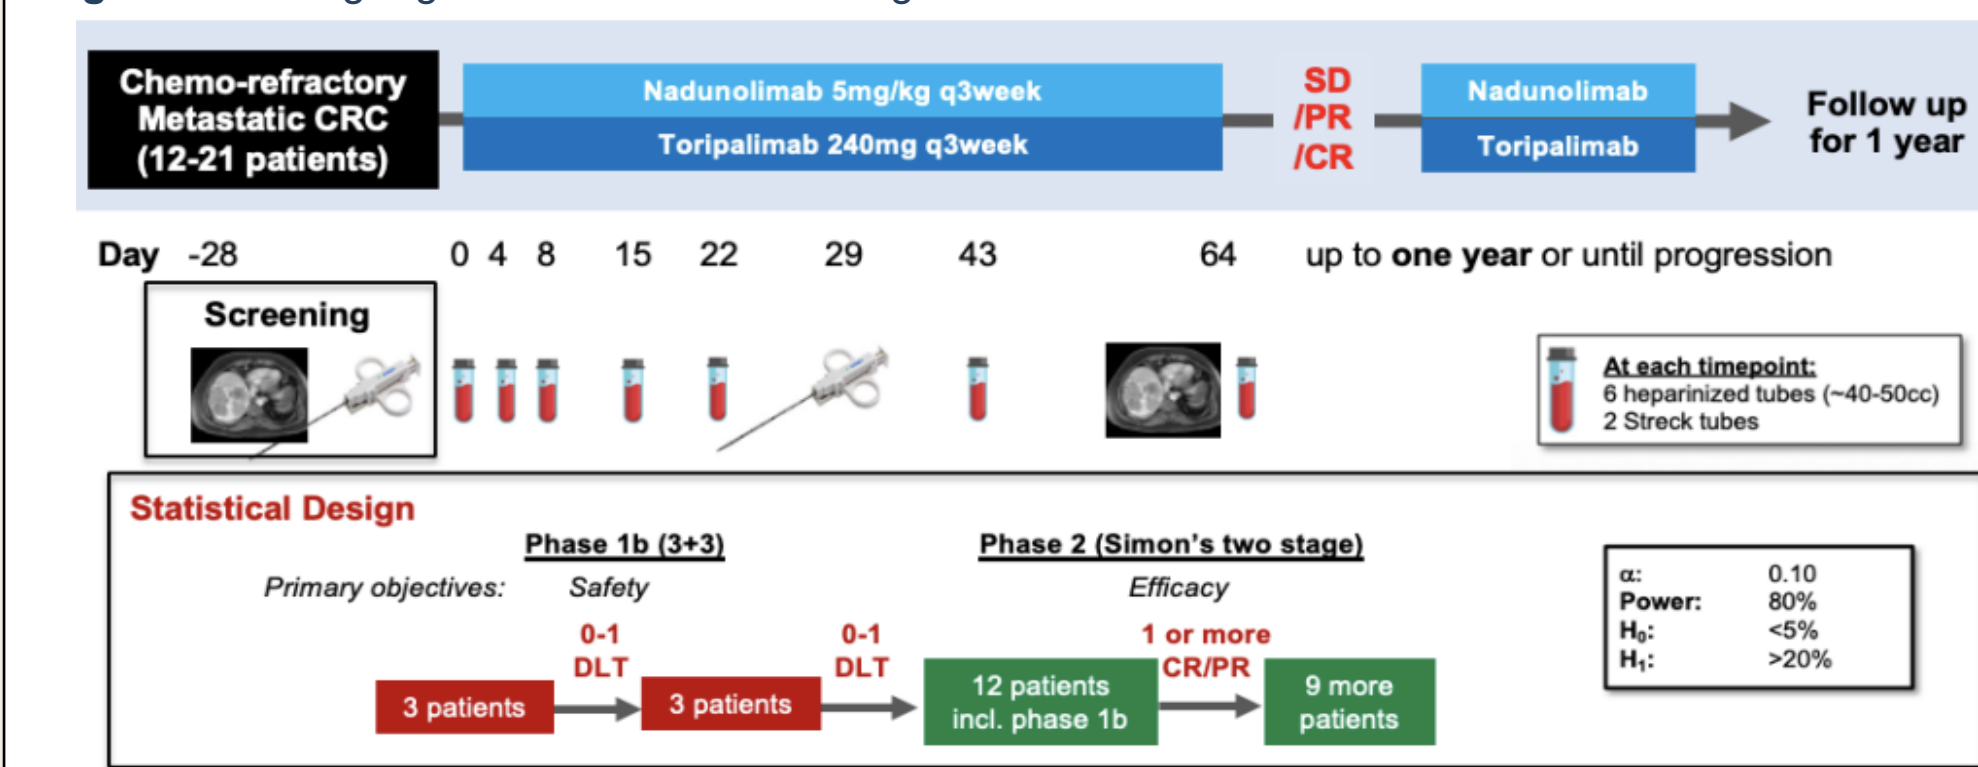 Chemo-refractory
Metastatic CRC
(12-21 patients)
Nadunolimab 5mg/kg q3week
Toripalimab 240mg q3week
SD
/PR
/CR
Nadunolimab
Toripalimab
Follow up
for 1 year
Day -28 0 4 8 15 22 29 43 64 up to one year or until progression
Screening
At each timepoint:
6 heparinized tubes (~40-50cc)
2 Streck tubes
Statistical Design
Phase 1b (3+3)
Phase 2 (Simon's two stage)
Primary objectives: Safety
Efficacy
0-1
DLT
0-1
DLT
1 or more
CR/PR
3 patients
3 patients
12 patients
incl. phase 1b
9 more
patients
α: 0.10
Power: 80%
H₀: <5%
H₁: >20%